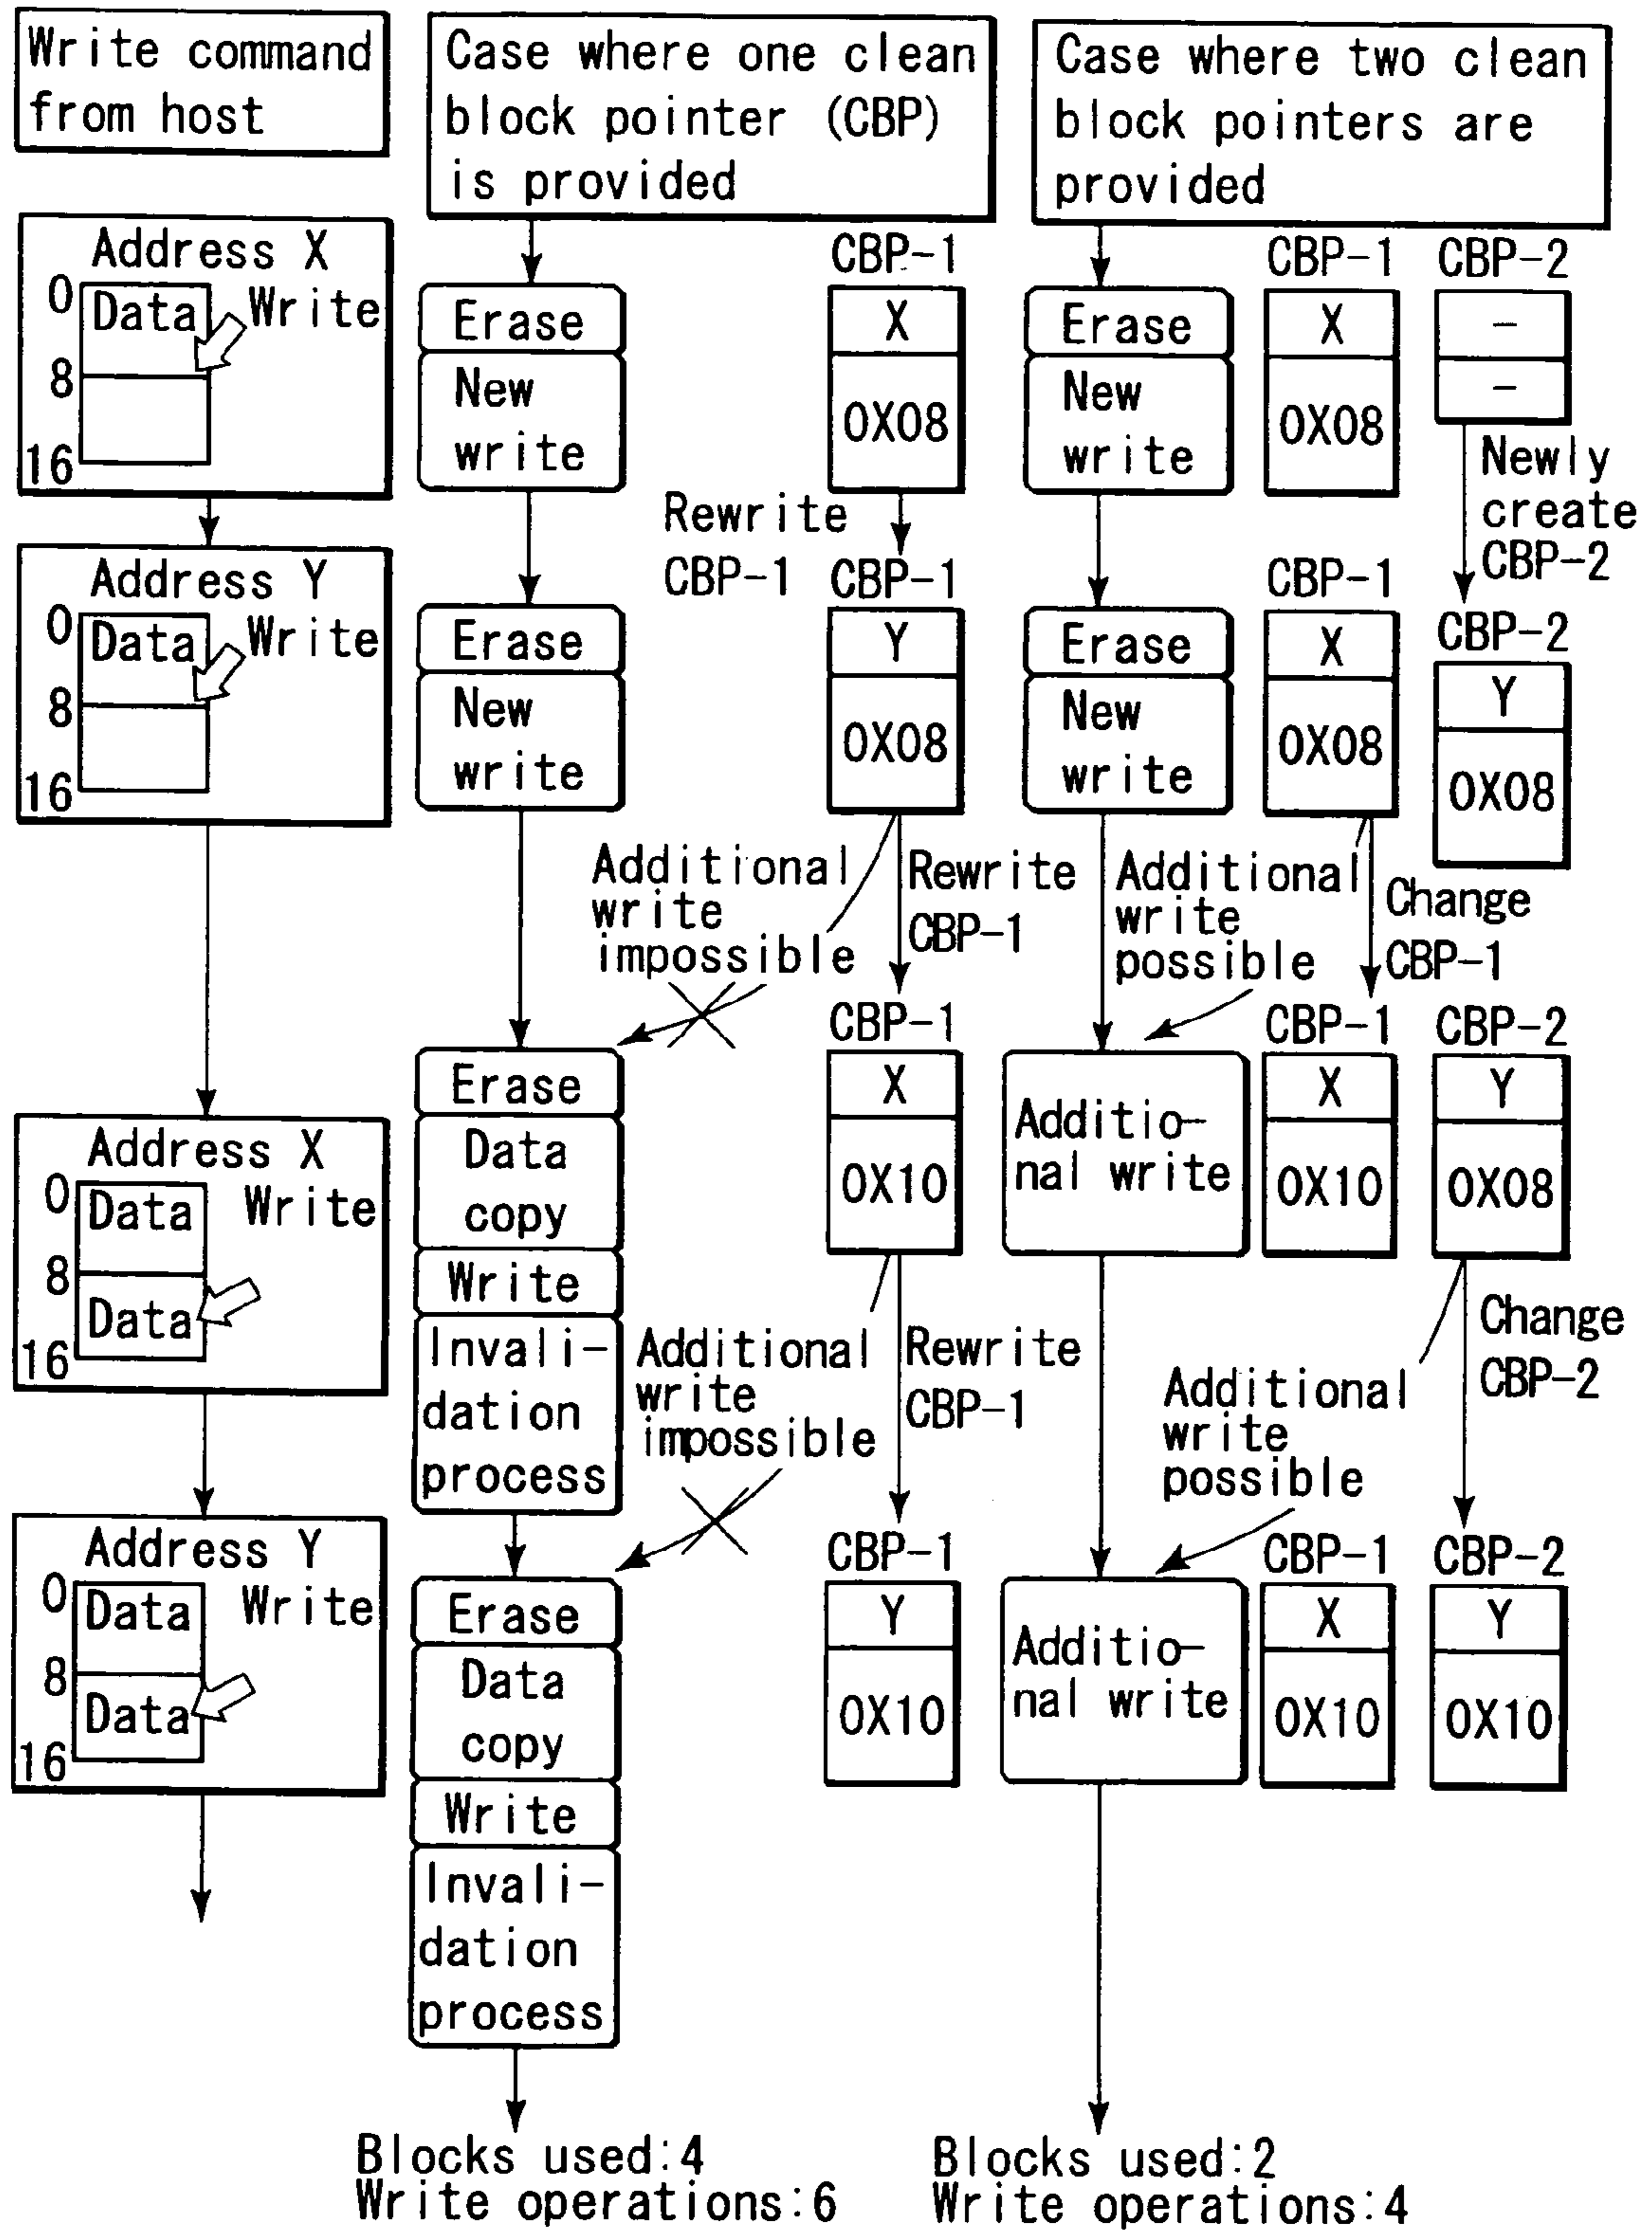 Write command
from host
Case where one clean
block pointer (CBP)
is provided
Case where two clean
block pointers are
provided
Address X
0
Data
Write
8
16
Erase
New
write
CBP-1
X
0X08
Erase
New
write
CBP-1
X
0X08
CBP-2
-
-
Rewrite
CBP-1
Newly
create
CBP-2
Address Y
0
Data
Write
8
16
Erase
New
write
CBP-1
Y
0X08
Erase
New
write
CBP-1
X
0X08
CBP-2
Y
0X08
Additional
write
impossible
Rewrite
CBP-1
Additional
write
possible
Change
CBP-1
Address X
0
Data
Write
8
Data
16
Erase
Data
copy
Write
Invali-
dation
process
CBP-1
X
0X10
Additio-
nal write
CBP-1
X
0X10
CBP-2
Y
0X08
Additional
write
impossible
Rewrite
CBP-1
Additional
write
possible
Change
CBP-2
Address Y
0
Data
Write
8
Data
16
Erase
Data
copy
Write
Invali-
dation
process
CBP-1
Y
0X10
Additio-
nal write
CBP-1
X
0X10
CBP-2
Y
0X10
Blocks used:4
Write operations:6
Blocks used:2
Write operations:4